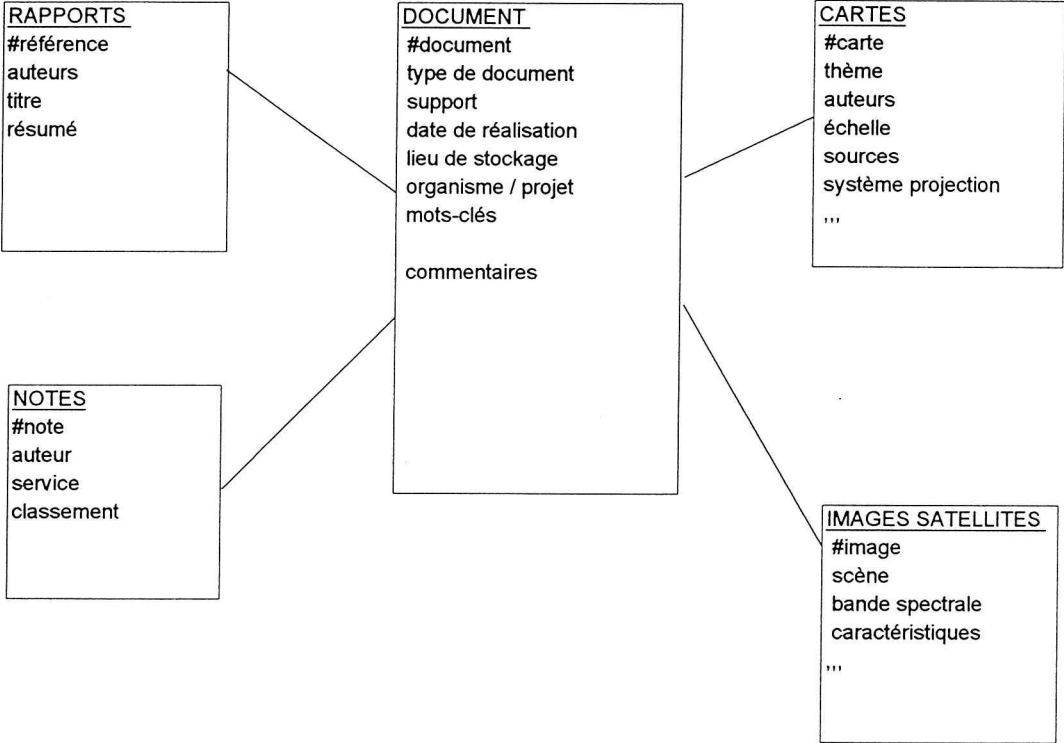 RAPPORTS
#référence
auteurs
titre
résumé
DOCUMENT
#document
type de document
support
date de réalisation
lieu de stockage
organisme / projet
mots-clés
commentaires
CARTES
#carte
thème
auteurs
échelle
sources
système projection
,,,
NOTES
#note
auteur
service
classement
IMAGES SATELLITES
#image
scène
bande spectrale
caractéristiques
,,,